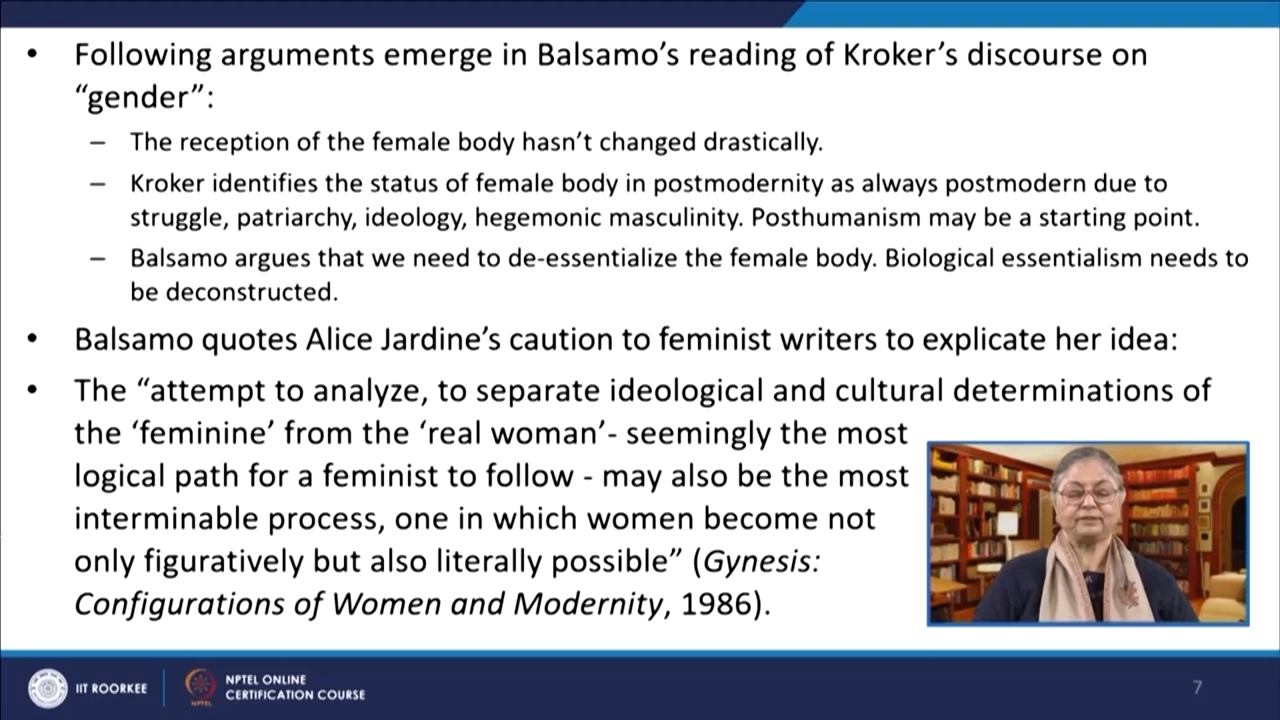 • Following arguments emerge in Balsamo’s reading of Kroker’s discourse on
“gender”:
– The reception of the female body hasn’t changed drastically.
– Kroker identifies the status of female body in postmodernity as always postmodern due to
struggle, patriarchy, ideology, hegemonic masculinity. Posthumanism may be a starting point.
– Balsamo argues that we need to de-essentialize the female body. Biological essentialism needs to
be deconstructed.
• Balsamo quotes Alice Jardine’s caution to feminist writers to explicate her idea:
• The “attempt to analyze, to separate ideological and cultural determinations of
the ‘feminine’ from the ‘real woman’- seemingly the most
logical path for a feminist to follow - may also be the most
interminable process, one in which women become not
only figuratively but also literally possible” (Gynesis:
Configurations of Women and Modernity, 1986).
IIT ROORKEE
NPTEL
NPTEL ONLINE
CERTIFICATION COURSE
7